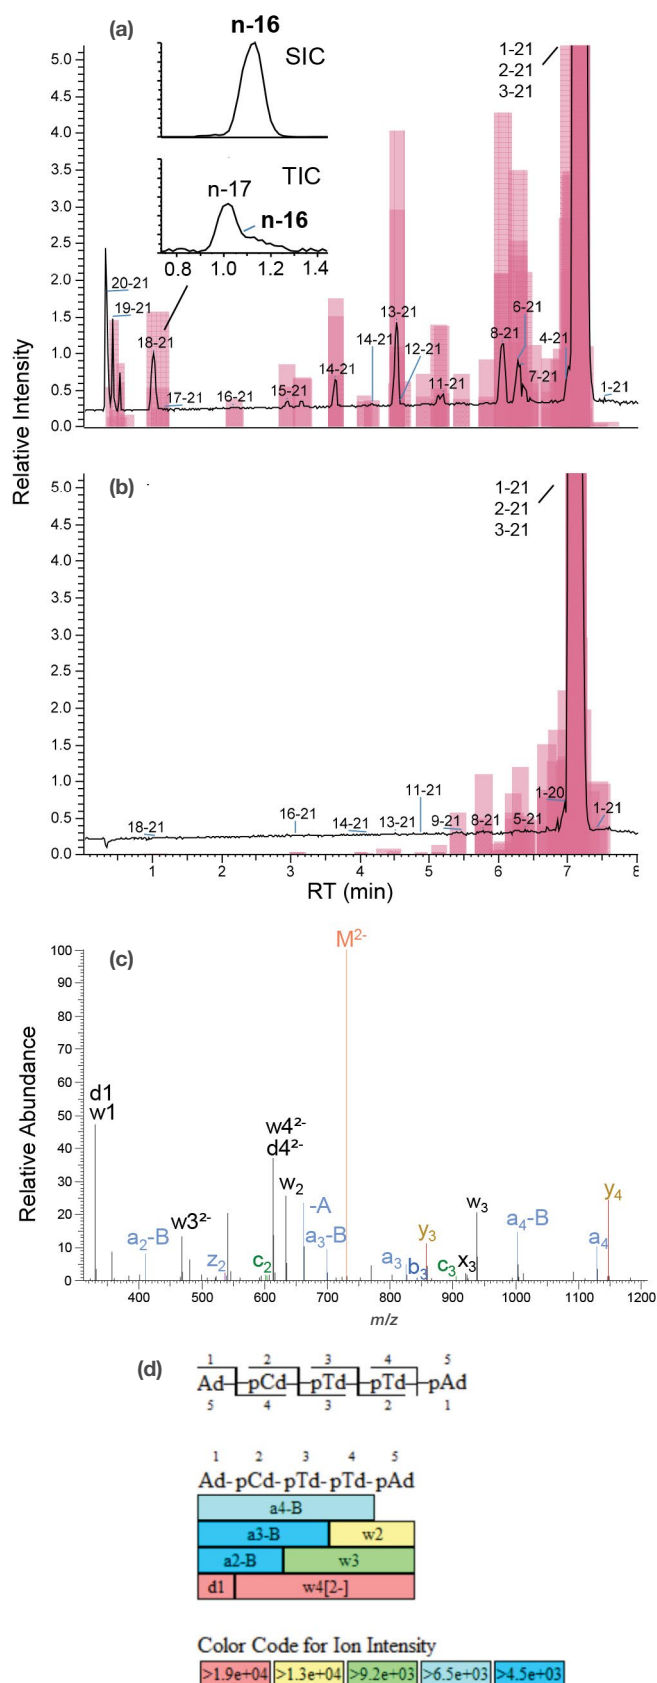 (a)
n-16
SIC
TIC
n-17
n-16
0.8 1.0 1.2 1.4
1-21
2-21
3-21
5.0
4.5
4.0
3.5
3.0
2.5
2.0
1.5
1.0
0.5
0.0
20-21
19-21
18-21
17-21
16-21
15-21
14-21
14-21
13-21
12-21
11-21
8-21
6-21
7-21
4-21
1-21
Relative Intensity
(b)
1-21
2-21
3-21
5.0
4.5
4.0
3.5
3.0
2.5
2.0
1.5
1.0
0.5
0.0
18-21
16-21
14-21
13-21
11-21
9-21
8-21
5-21
1-20
1-21
1 2 3 4 5 6 7 8
RT (min)
(c)
M2-
100
90
80
70
60
50
40
30
20
10
0
Relative Abundance
d1
w1
a2-B
w3²-
z2
c2
w4²-
d4²-
w2
-A
a3-B
a3
b3
y3
c3
x3
w3
a4-B
a4
y4
400 500 600 700 800 900 1000 1100 1200
m/z
(d)
1 2 3 4 5
Ad pCd pTd pTd pAd
5 4 3 2 1
1 2 3 4 5
Ad- pCd- pTd- pTd- pAd
a4-B
a3-B w2
a2-B w3
d1 w4[2-]
Color Code for Ion Intensity
>1.9e+04 >1.3e+04 >9.2e+03 >6.5e+03 >4.5e+03